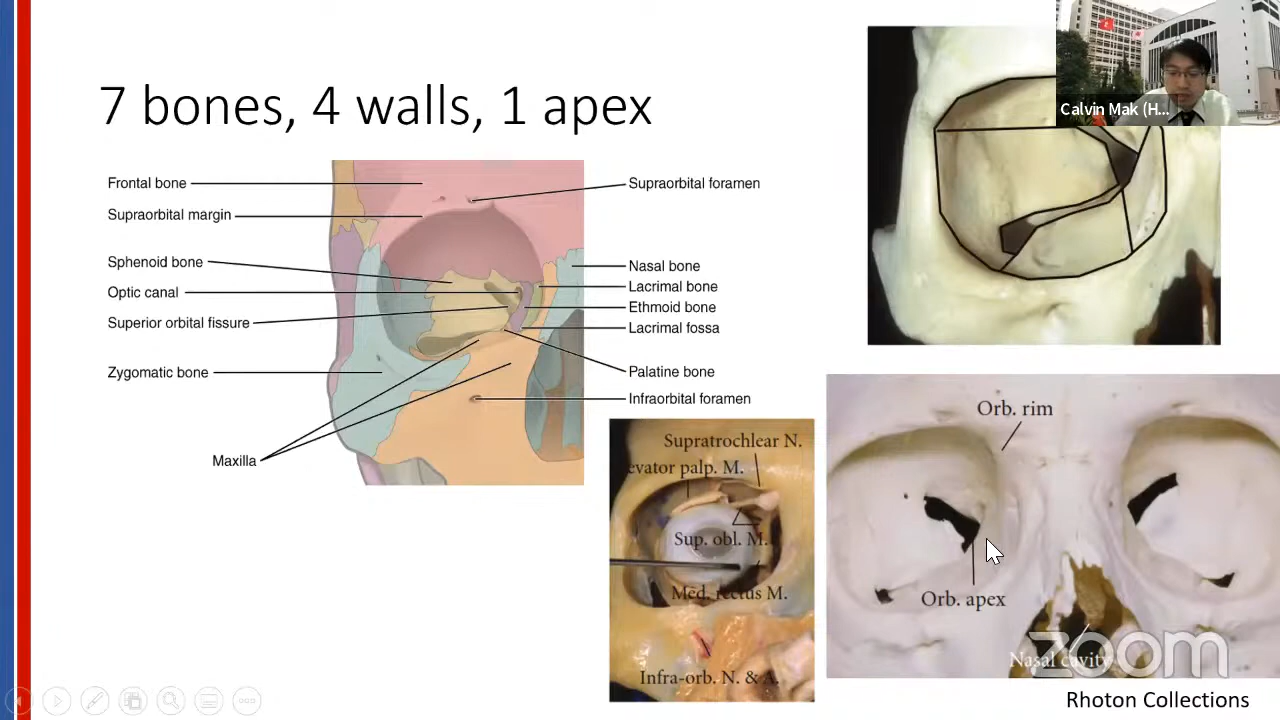 7 bones, 4 walls, 1 apex
Calvin Mak (H...
Frontal bone
Supraorbital margin
Sphenoid bone
Optic canal
Superior orbital fissure
Zygomatic bone
Maxilla
Supraorbital foramen
Nasal bone
Lacrimal bone
Ethmoid bone
Lacrimal fossa
Palatine bone
Infraorbital foramen
Supratrochlear N.
evator palp. M.
Sup. obl. M.
Med. rectus M.
Infra-orb. N. & A.
Orb. rim
Orb. apex
Nasal cavity
zoom
Rhoton Collections